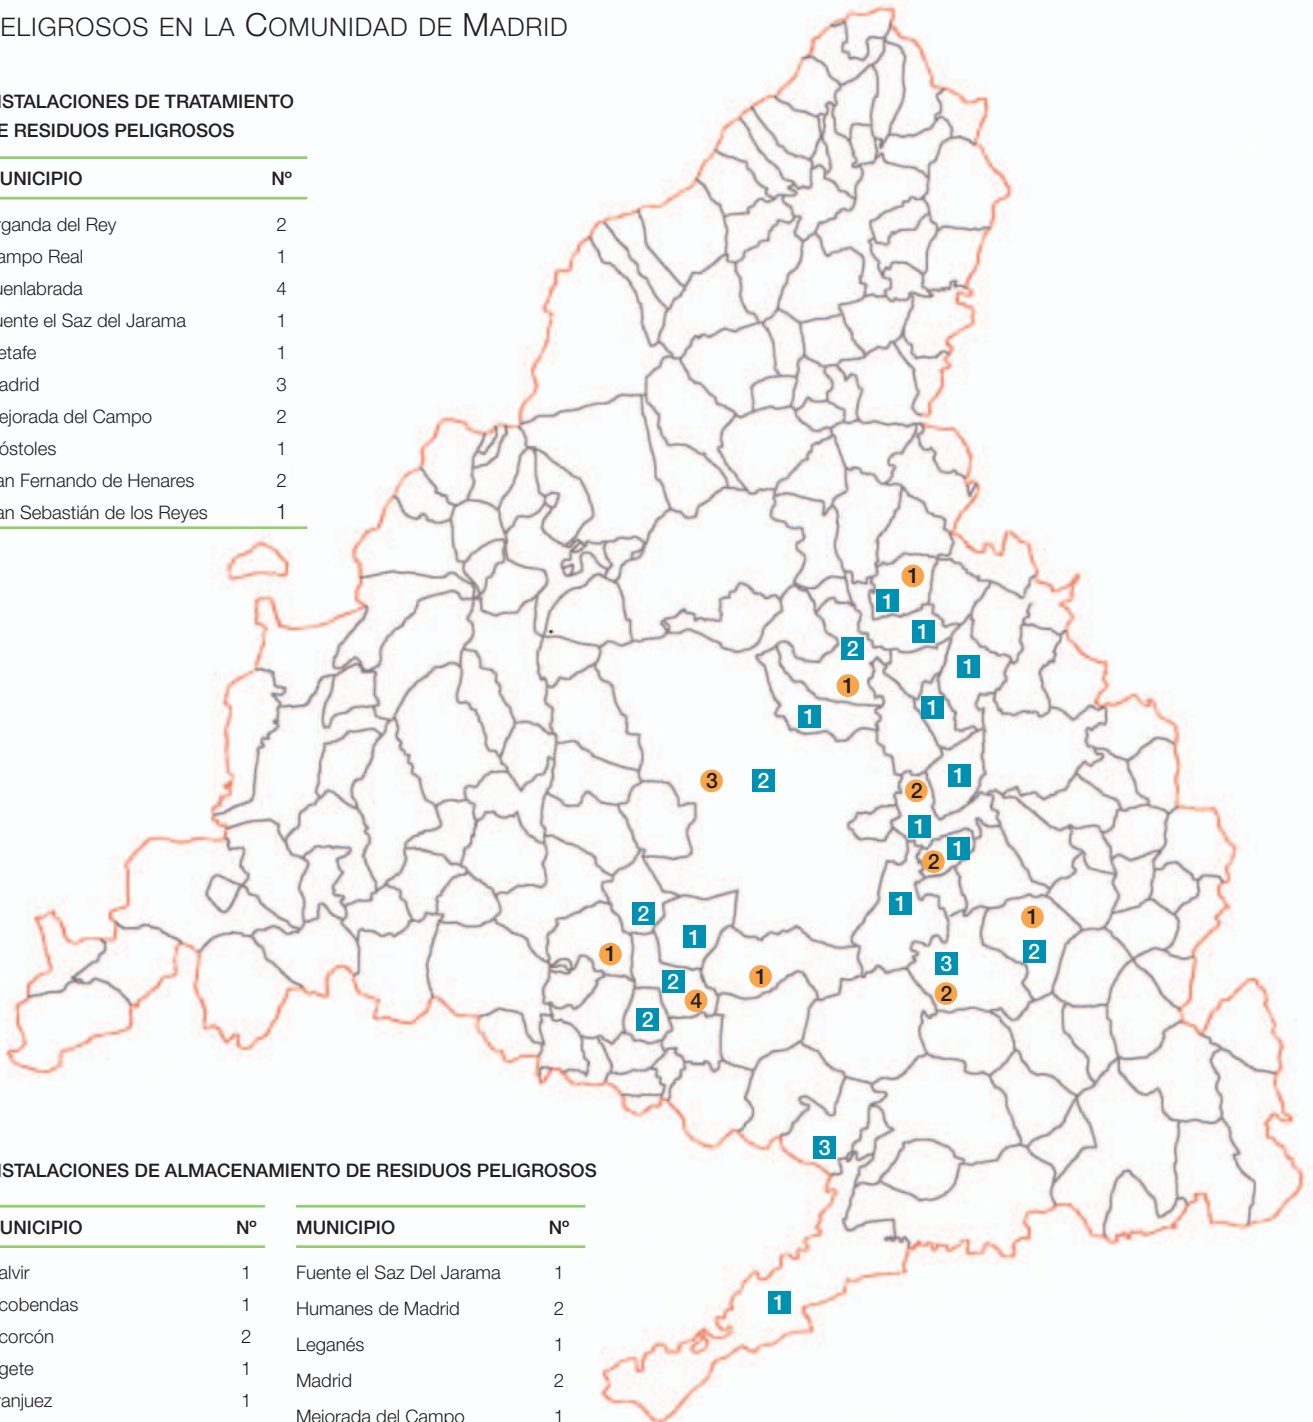 ELIGROSOS EN LA COMUNIDAD DE MADRID
NSTALACIONES DE TRATAMIENTO
E RESIDUOS PELIGROSOS
UNICIPIO Nº
rganda del Rey 2
ampo Real 1
uenlabrada 4
uente el Saz del Jarama 1
etafe 1
adrid 3
ejorada del Campo 2
óstoles 1
an Fernando de Henares 2
an Sebastián de los Reyes 1
1
1
1
2
1
1
1
1
3
2
1
2
1
1
2
1
2
1
1
1
2
3
2
1
2
4
1
2
3
1
NSTALACIONES DE ALMACENAMIENTO DE RESIDUOS PELIGROSOS
UNICIPIO Nº
alvir 1
cobendas 1
corcón 2
gete 1
ranjuez 1
MUNICIPIO Nº
Fuente el Saz Del Jarama 1
Humanes de Madrid 2
Leganés 1
Madrid 2
Mejorada del Campo 1